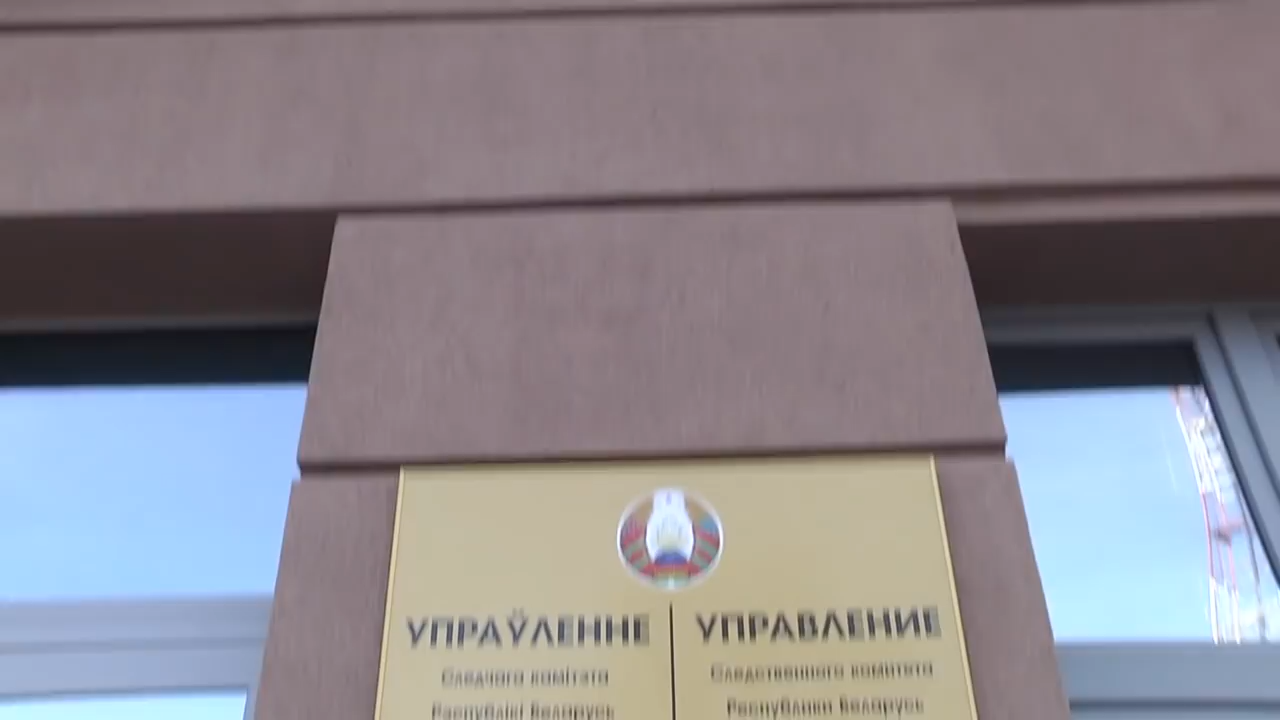 УПРАЎЛЕННЕ
Следчага камітэта
Рэспублікі Беларусь
УПРАВЛЕНИЕ
Следственного комитета
Республики Беларусь